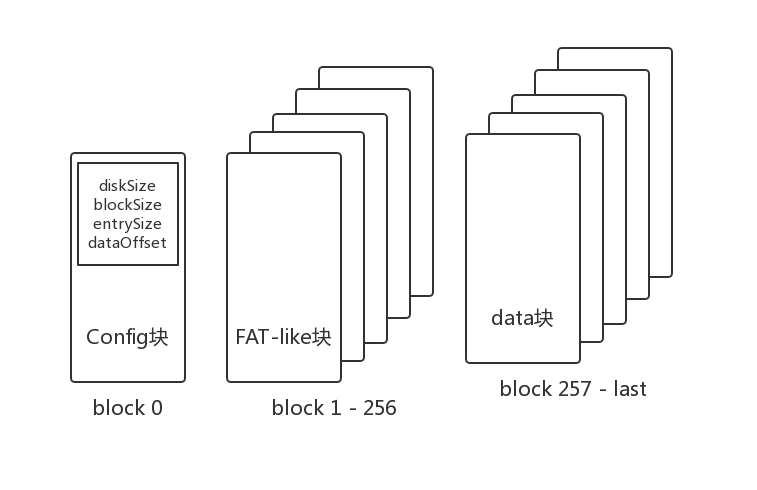 diskSize
blockSize
entrySize
dataOffset
Config块
block 0
FAT-like块
block 1 - 256
data块
block 257 - last